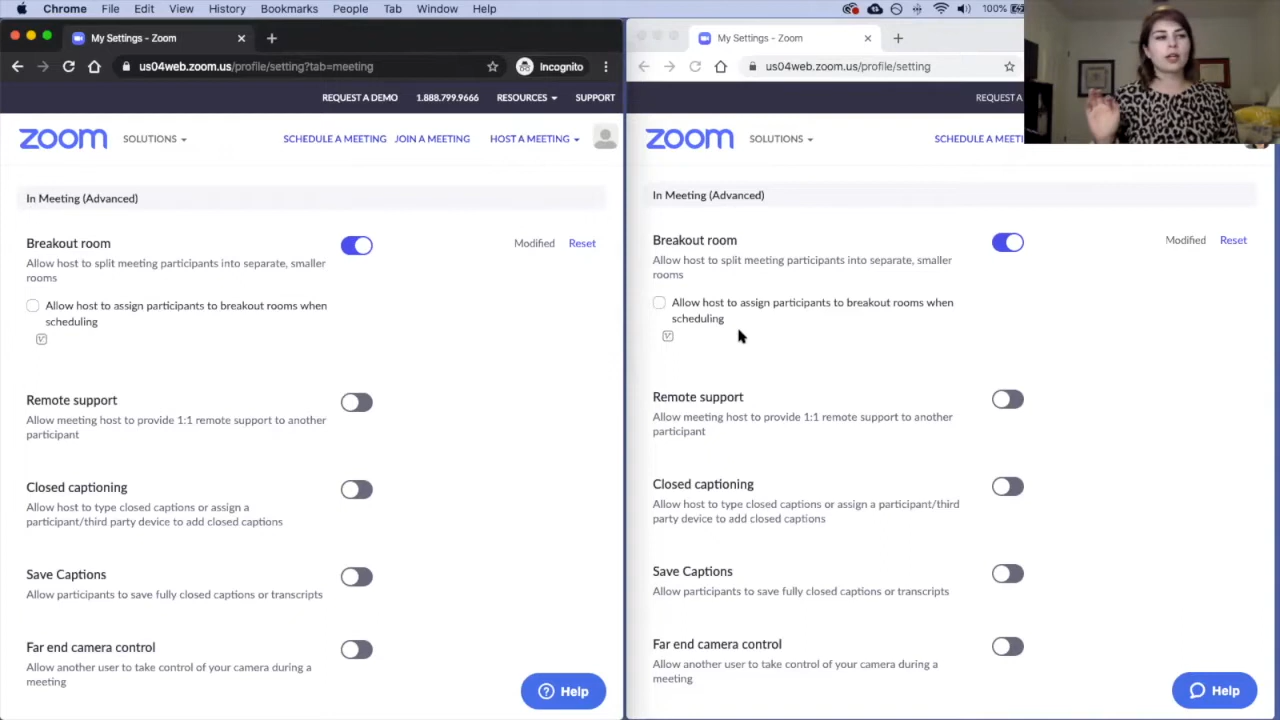 Chrome File Edit View History Bookmarks People Tab Window Help 100%
My Settings - Zoom
us04web.zoom.us/profile/setting?tab=meeting
Incognito
REQUEST A DEMO 1.888.799.9666 RESOURCES SUPPORT
zoom SOLUTIONS SCHEDULE A MEETING JOIN A MEETING HOST A MEETING
In Meeting (Advanced)
Breakout room
Modified Reset
Allow host to split meeting participants into separate, smaller
rooms
Allow host to assign participants to breakout rooms when
scheduling
Remote support
Allow meeting host to provide 1:1 remote support to another
participant
Closed captioning
Allow host to type closed captions or assign a
participant/third party device to add closed captions
Save Captions
Allow participants to save fully closed captions or transcripts
Far end camera control
Allow another user to take control of your camera during a
meeting
Help
My Settings - Zoom
us04web.zoom.us/profile/setting
REQUEST A
zoom SOLUTIONS SCHEDULE A MEETI
In Meeting (Advanced)
Breakout room
Modified Reset
Allow host to split meeting participants into separate, smaller
rooms
Allow host to assign participants to breakout rooms when
scheduling
Remote support
Allow meeting host to provide 1:1 remote support to another
participant
Closed captioning
Allow host to type closed captions or assign a participant/third
party device to add closed captions
Save Captions
Allow participants to save fully closed captions or transcripts
Far end camera control
Allow another user to take control of your camera during a
meeting
Help